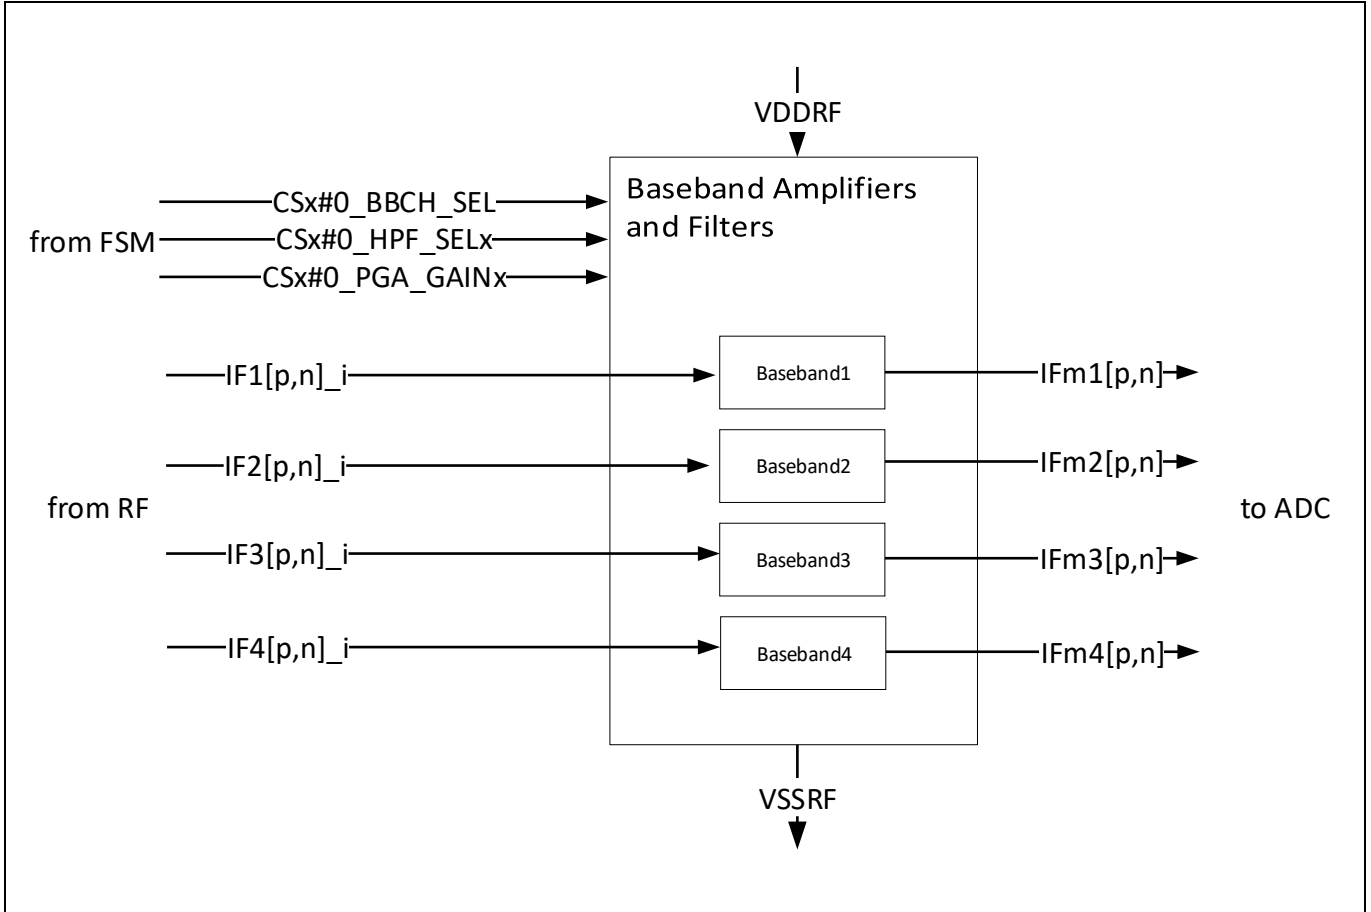 VDDRF
Baseband Amplifiers
and Filters
from FSM
CSx#0_BBCH_SEL
CSx#0_HPF_SELx
CSx#0_PGA_GAINx
from RF
IF1[p,n]_i
Baseband1
IFm1[p,n]
IF2[p,n]_i
Baseband2
IFm2[p,n]
IF3[p,n]_i
Baseband3
IFm3[p,n]
IF4[p,n]_i
Baseband4
IFm4[p,n]
to ADC
VSSRF